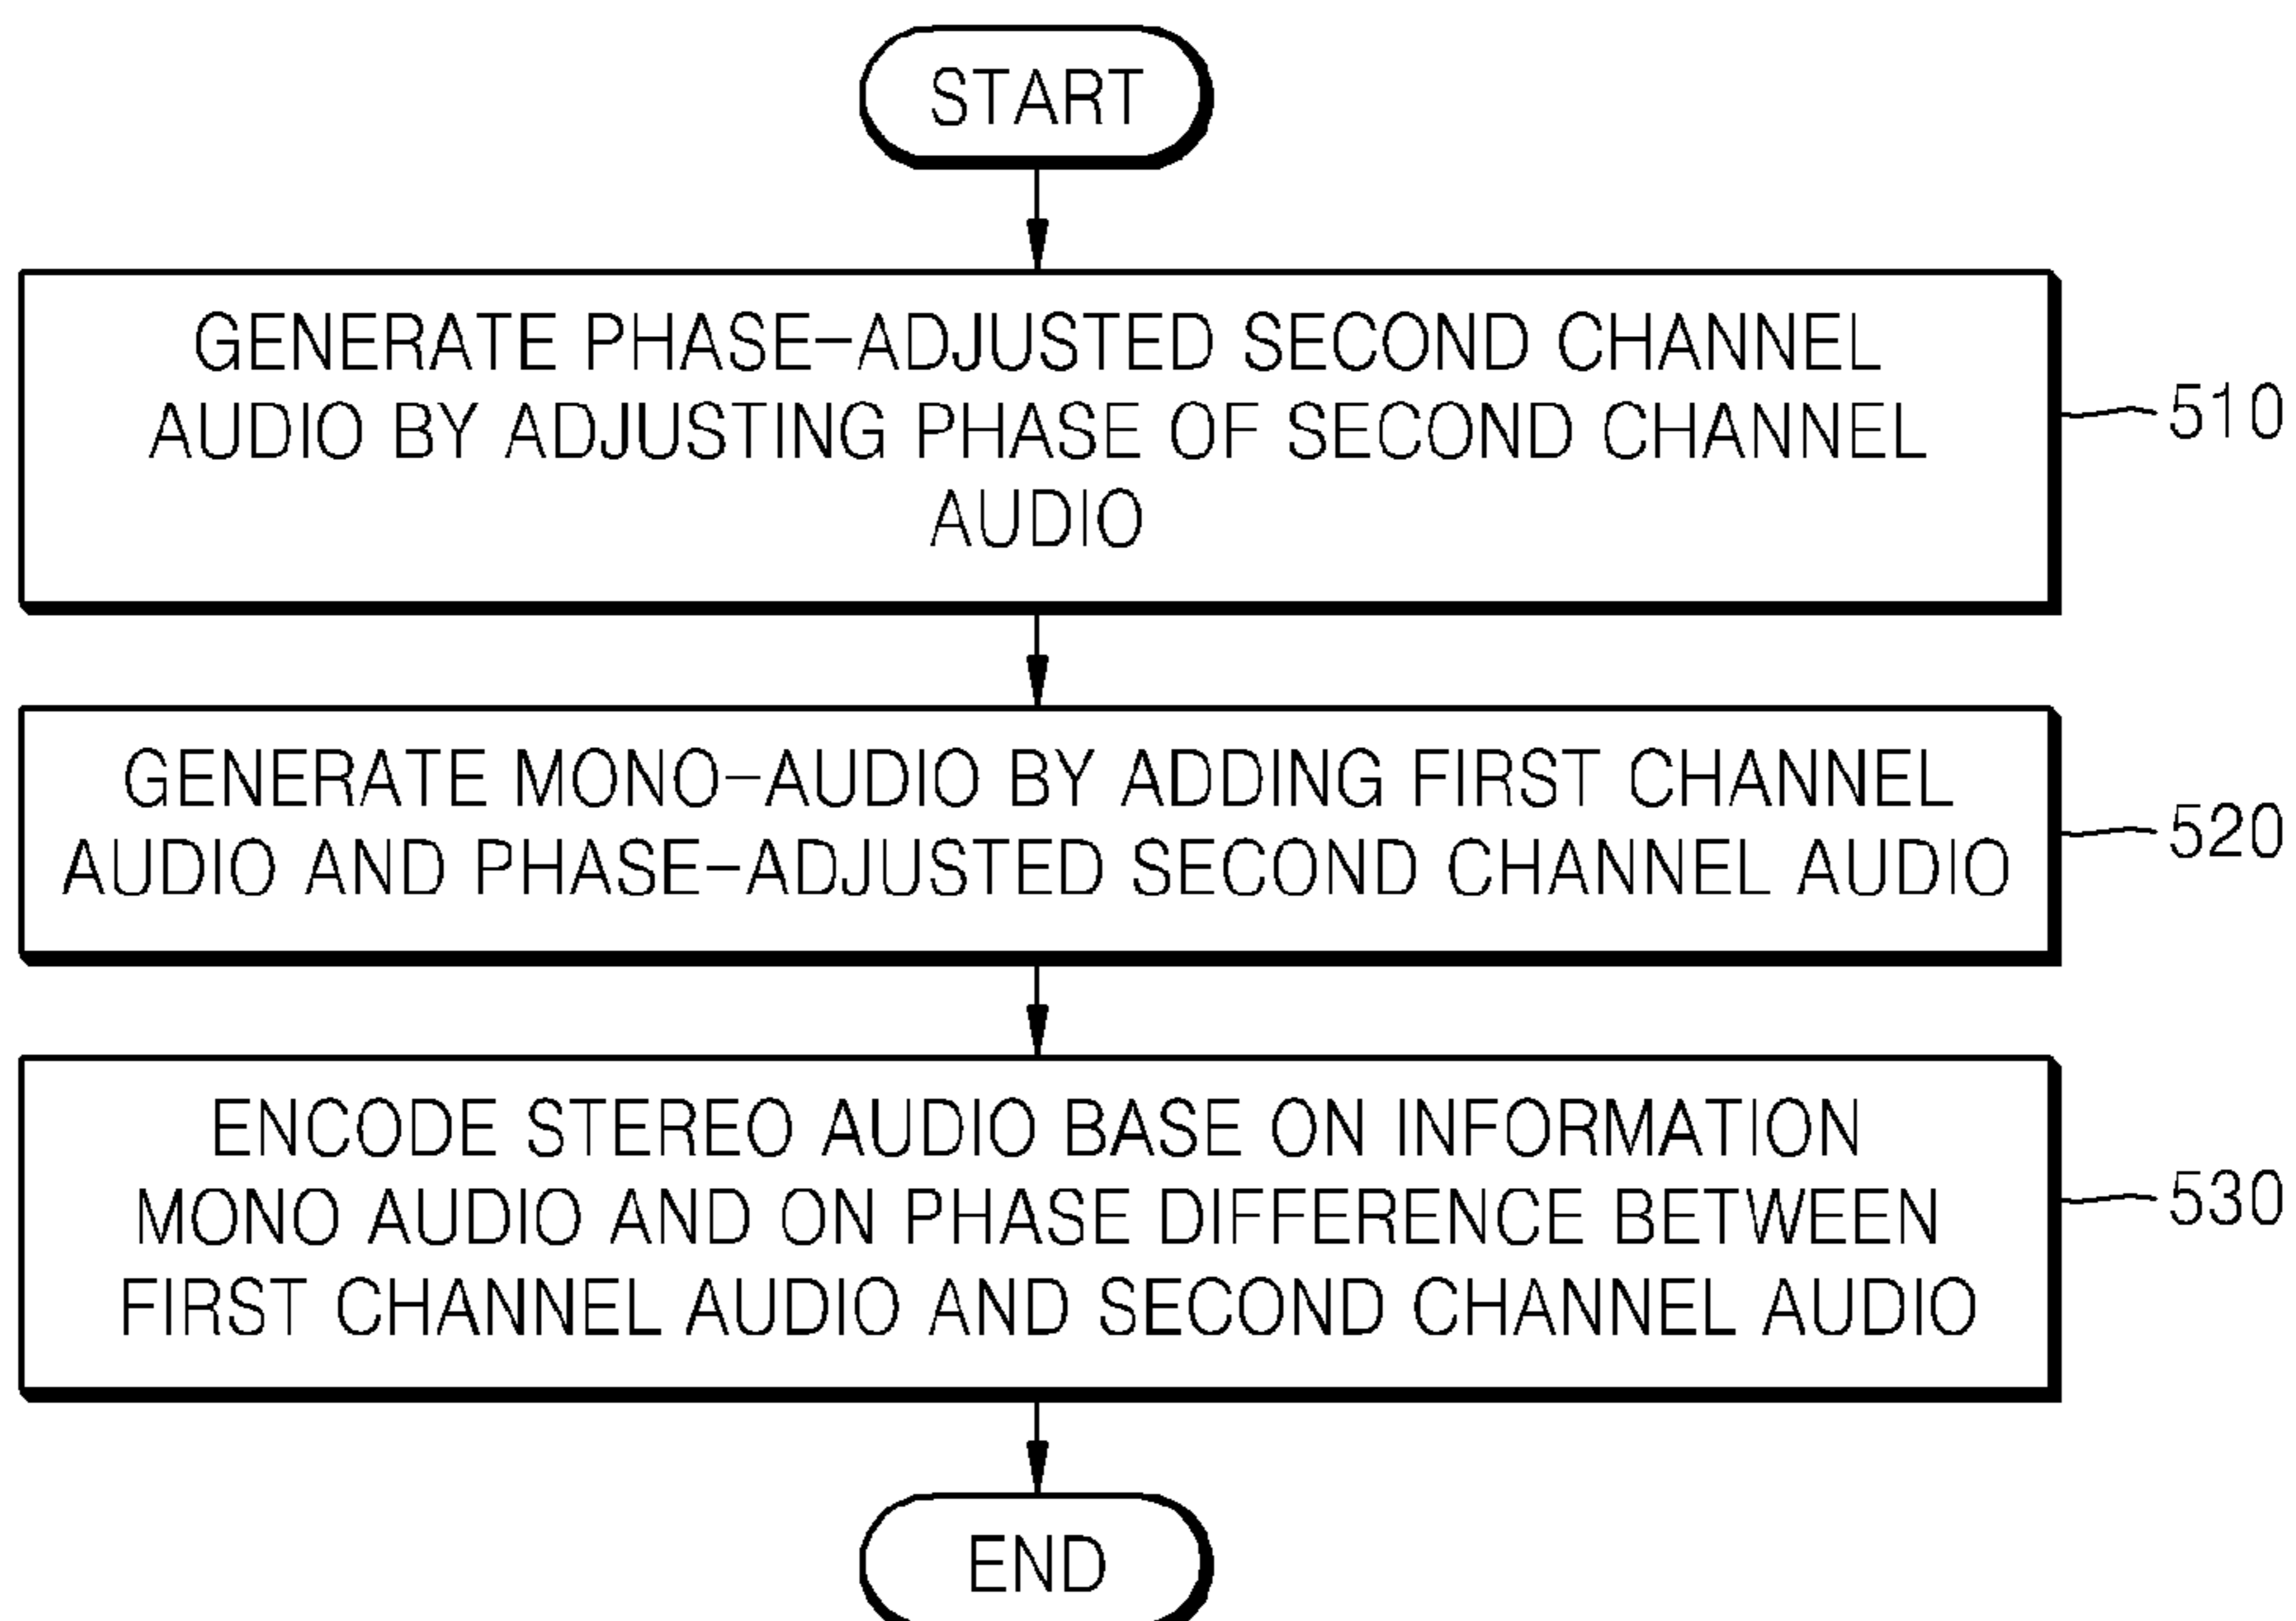 START
GENERATE PHASE-ADJUSTED SECOND CHANNEL
AUDIO BY ADJUSTING PHASE OF SECOND CHANNEL
AUDIO
510
GENERATE MONO-AUDIO BY ADDING FIRST CHANNEL
AUDIO AND PHASE-ADJUSTED SECOND CHANNEL AUDIO
520
ENCODE STEREO AUDIO BASE ON INFORMATION
MONO AUDIO AND ON PHASE DIFFERENCE BETWEEN
FIRST CHANNEL AUDIO AND SECOND CHANNEL AUDIO
530
END